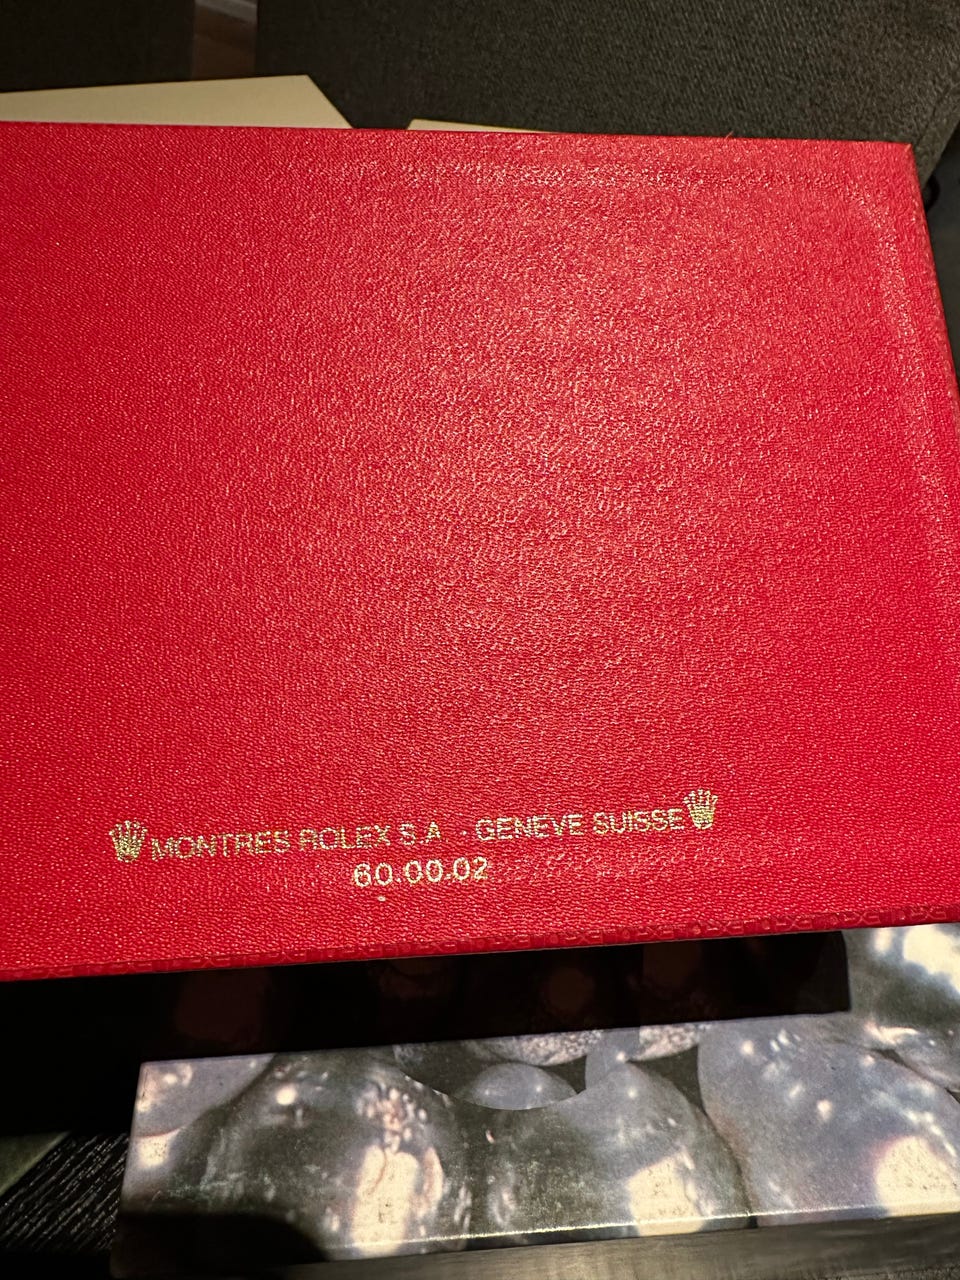 MONTRES ROLEX S.A. - GENEVE SUISSE
60.00.02